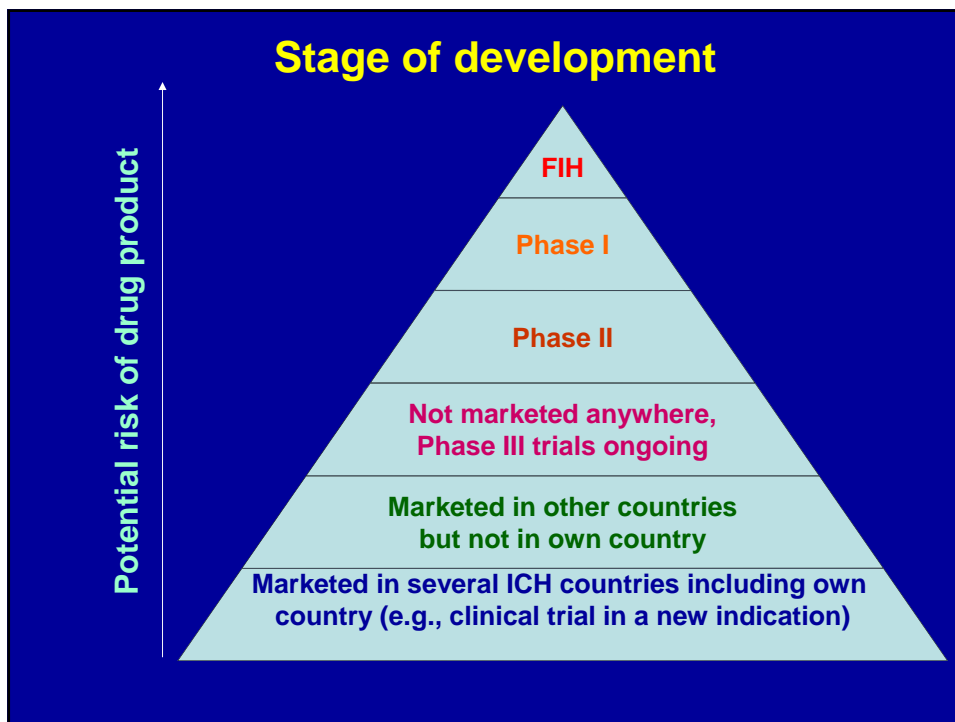 Stage of development
Potential risk of drug product
FIH
Phase I
Phase II
Not marketed anywhere,
Phase III trials ongoing
Marketed in other countries
but not in own country
Marketed in several ICH countries including own
country (e.g., clinical trial in a new indication)